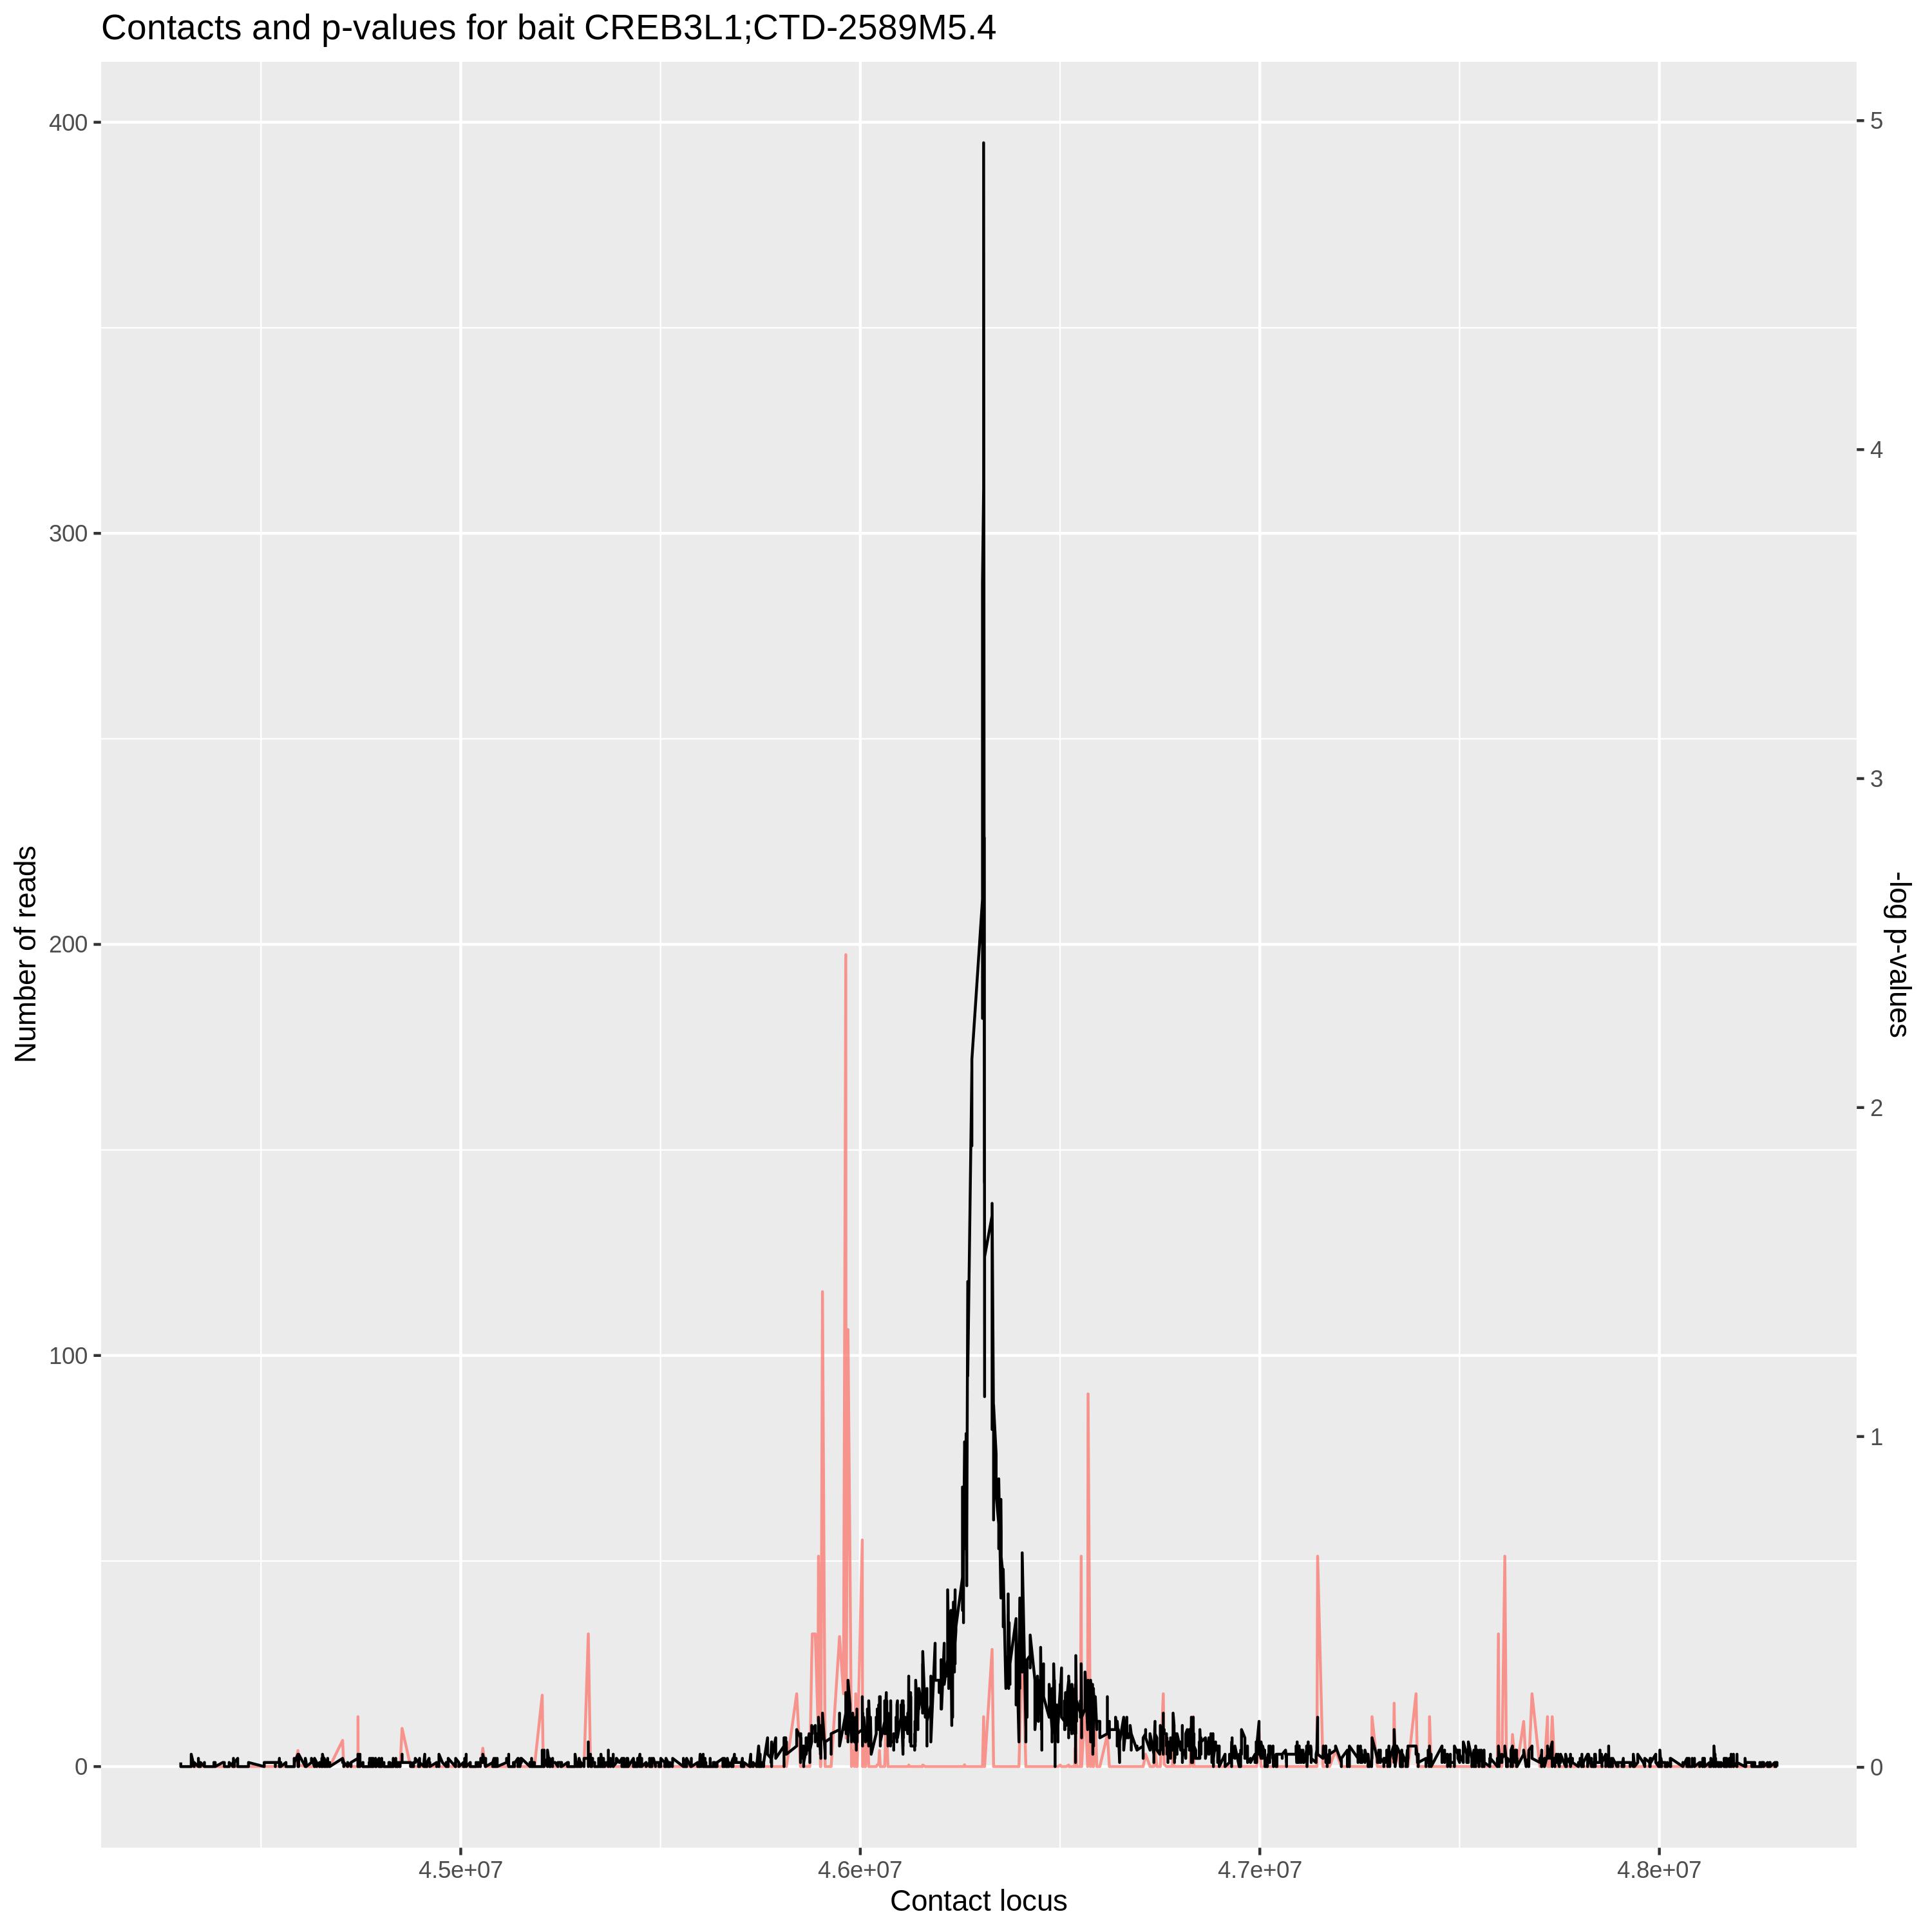 Contacts and p-values for bait CREB3L1;CTD-2589M5.4
400
300
200
100
0
Number of reads
5
4
3
2
1
0
-log p-values
4.5e+07
4.6e+07
4.7e+07
4.8e+07
Contact locus